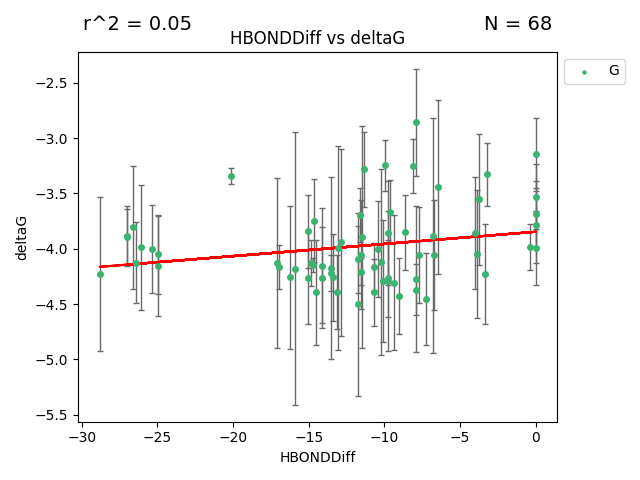 r^2 = 0.05
N = 68
HBONDDiff vs deltaG
G
deltaG
−2.5
−3.0
−3.5
−4.0
−4.5
−5.0
−5.5
−30
−25
−20
−15
−10
−5
0
HBONDDiff